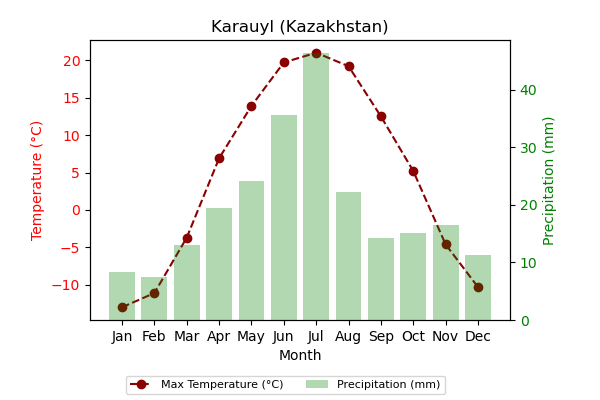 Karauyl (Kazakhstan)
20
15
10
5
0
−5
−10
Temperature (°C)
40
30
20
10
0
Precipitation (mm)
Jan Feb Mar Apr May Jun Jul Aug Sep Oct Nov Dec
Month
Max Temperature (°C) Precipitation (mm)